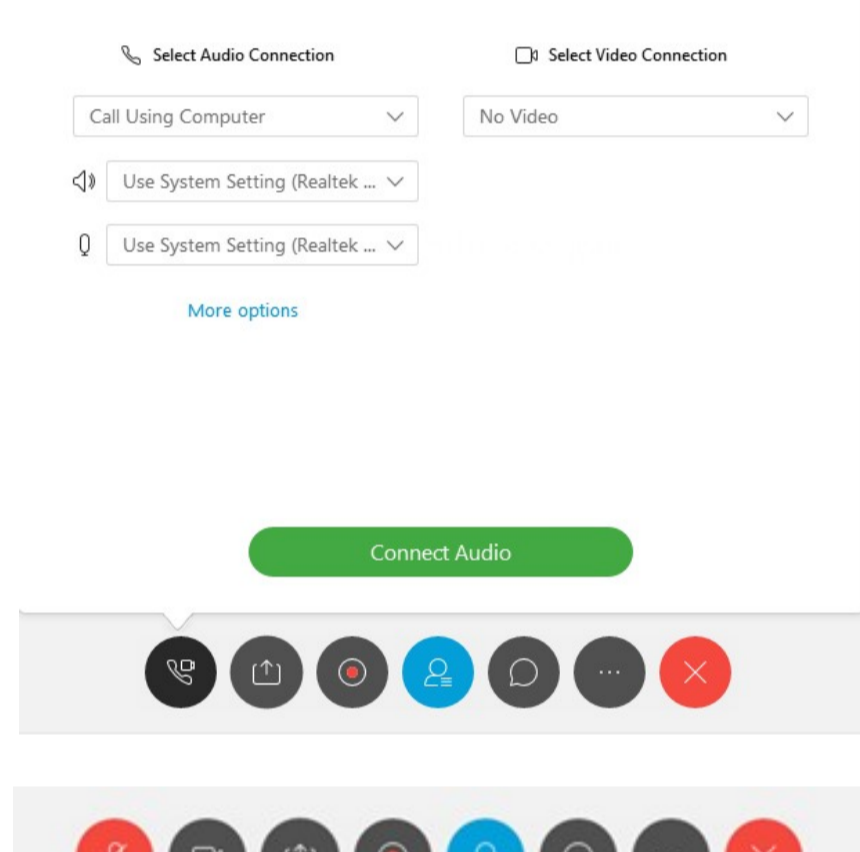 Select Audio Connection
Select Video Connection
Call Using Computer
No Video
Use System Setting (Realtek ...
Use System Setting (Realtek ...
More options
Connect Audio